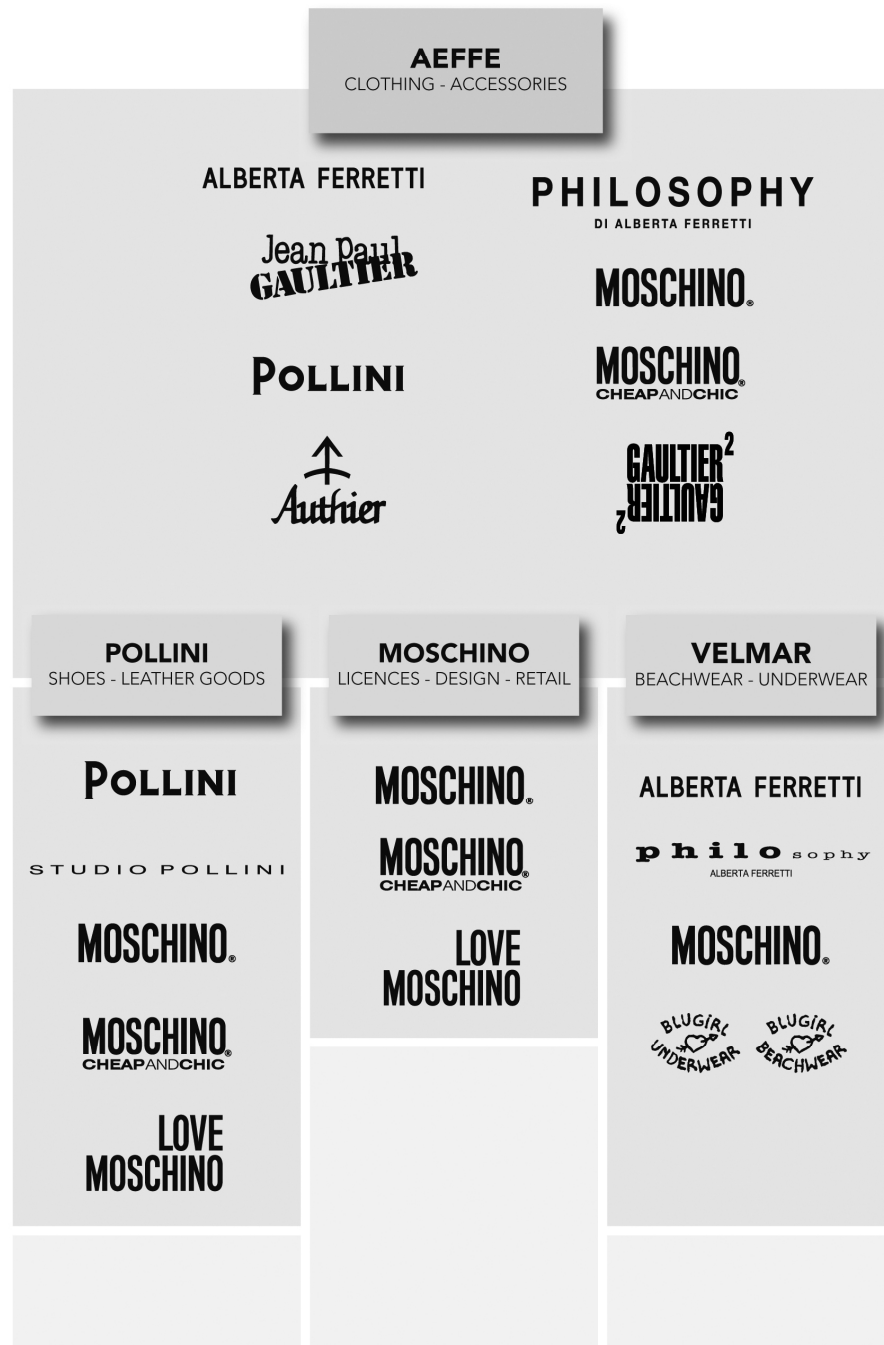 AEFFE
CLOTHING - ACCESSORIES
ALBERTA FERRETTI
Jean Paul
GAULTIER
POLLINI
Authier
PHILOSOPHY
DI ALBERTA FERRETTI
MOSCHINO®
MOSCHINO®
CHEAPANDCHIC
GAULTIER²
GAULTIER²
POLLINI
SHOES - LEATHER GOODS
POLLINI
STUDIO POLLINI
MOSCHINO®
MOSCHINO®
CHEAPANDCHIC
LOVE
MOSCHINO
MOSCHINO
LICENCES - DESIGN - RETAIL
MOSCHINO®
MOSCHINO®
CHEAPANDCHIC
LOVE
MOSCHINO
VELMAR
BEACHWEAR - UNDERWEAR
ALBERTA FERRETTI
philosophy
ALBERTA FERRETTI
MOSCHINO®
BLUGiRL
UNDERWEAR
BLUGiRL
BEACHWEAR